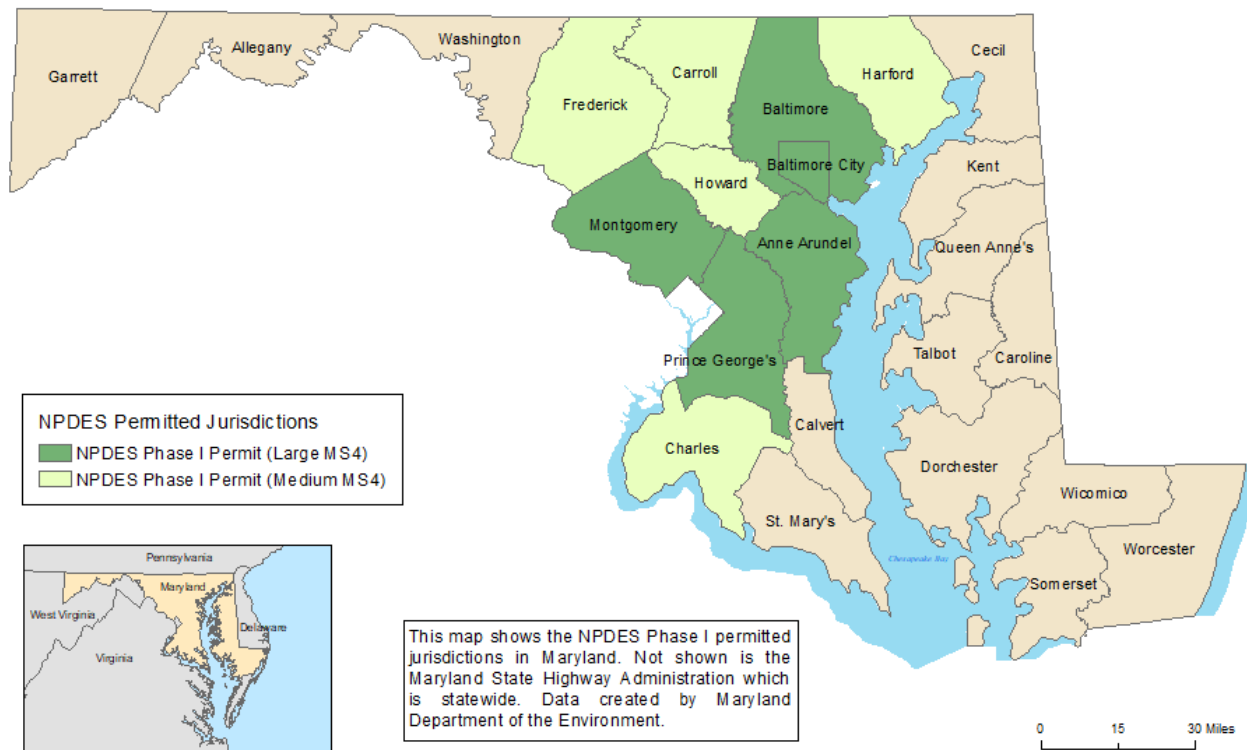 Garrett
Allegany
Washington
Frederick
Carroll
Baltimore
Harford
Cecil
Baltimore City
Kent
Howard
Montgomery
Anne Arundel
Queen Anne's
Prince George's
Talbot
Caroline
Calvert
Charles
Dorchester
Wicomico
St. Mary's
Worcester
Chesapeake Bay
Somerset
NPDES Permitted Jurisdictions
NPDES Phase I Permit (Large MS4)
NPDES Phase I Permit (Medium MS4)
Pennsylvania
Maryland
West Virginia
Delaware
Virginia
This map shows the NPDES Phase I permitted
jurisdictions in Maryland. Not shown is the
Maryland State Highway Administration which
is statewide. Data created by Maryland
Department of the Environment.
0 15 30 Miles